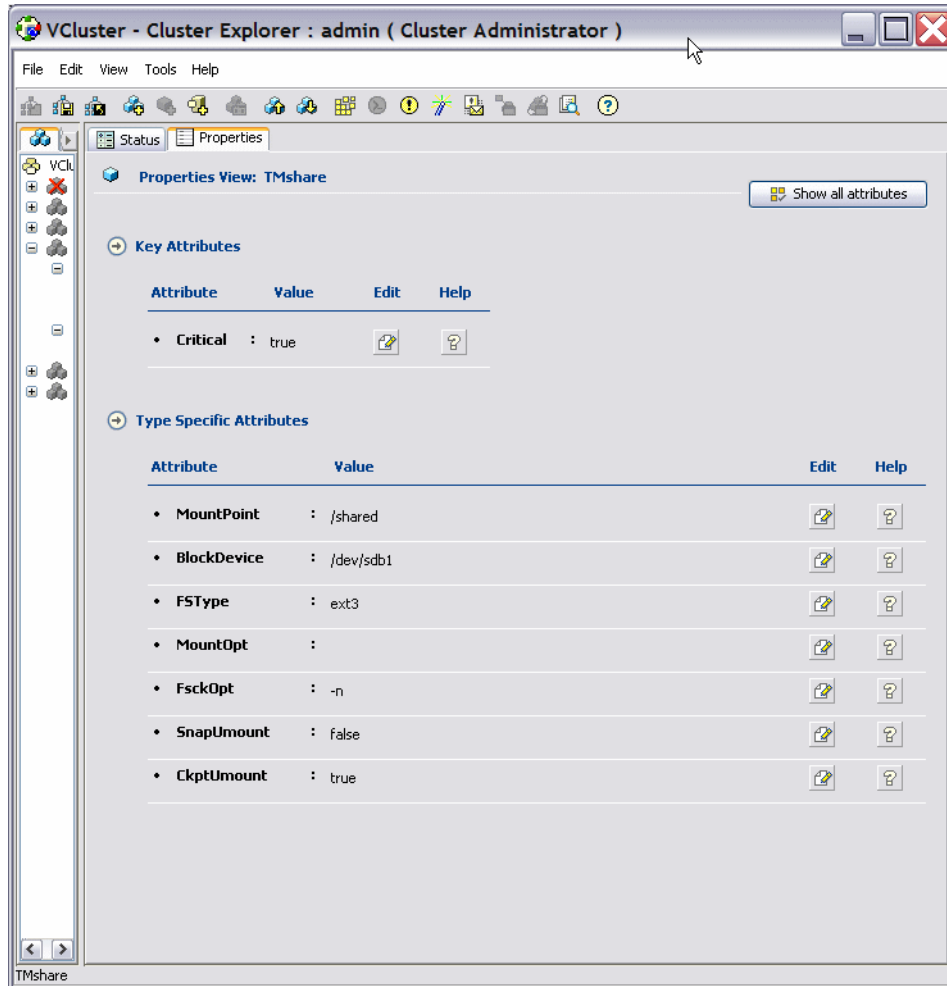 VCluster - Cluster Explorer : admin ( Cluster Administrator )
File Edit View Tools Help
Status Properties
VClu
Properties View: TMshare
Show all attributes
Key Attributes
Attribute Value Edit Help
• Critical : true
Type Specific Attributes
Attribute Value Edit Help
• MountPoint : /shared
• BlockDevice : /dev/sdb1
• FSType : ext3
• MountOpt :
• FsckOpt : -n
• SnapUmount : false
• CkptUmount : true
TMshare